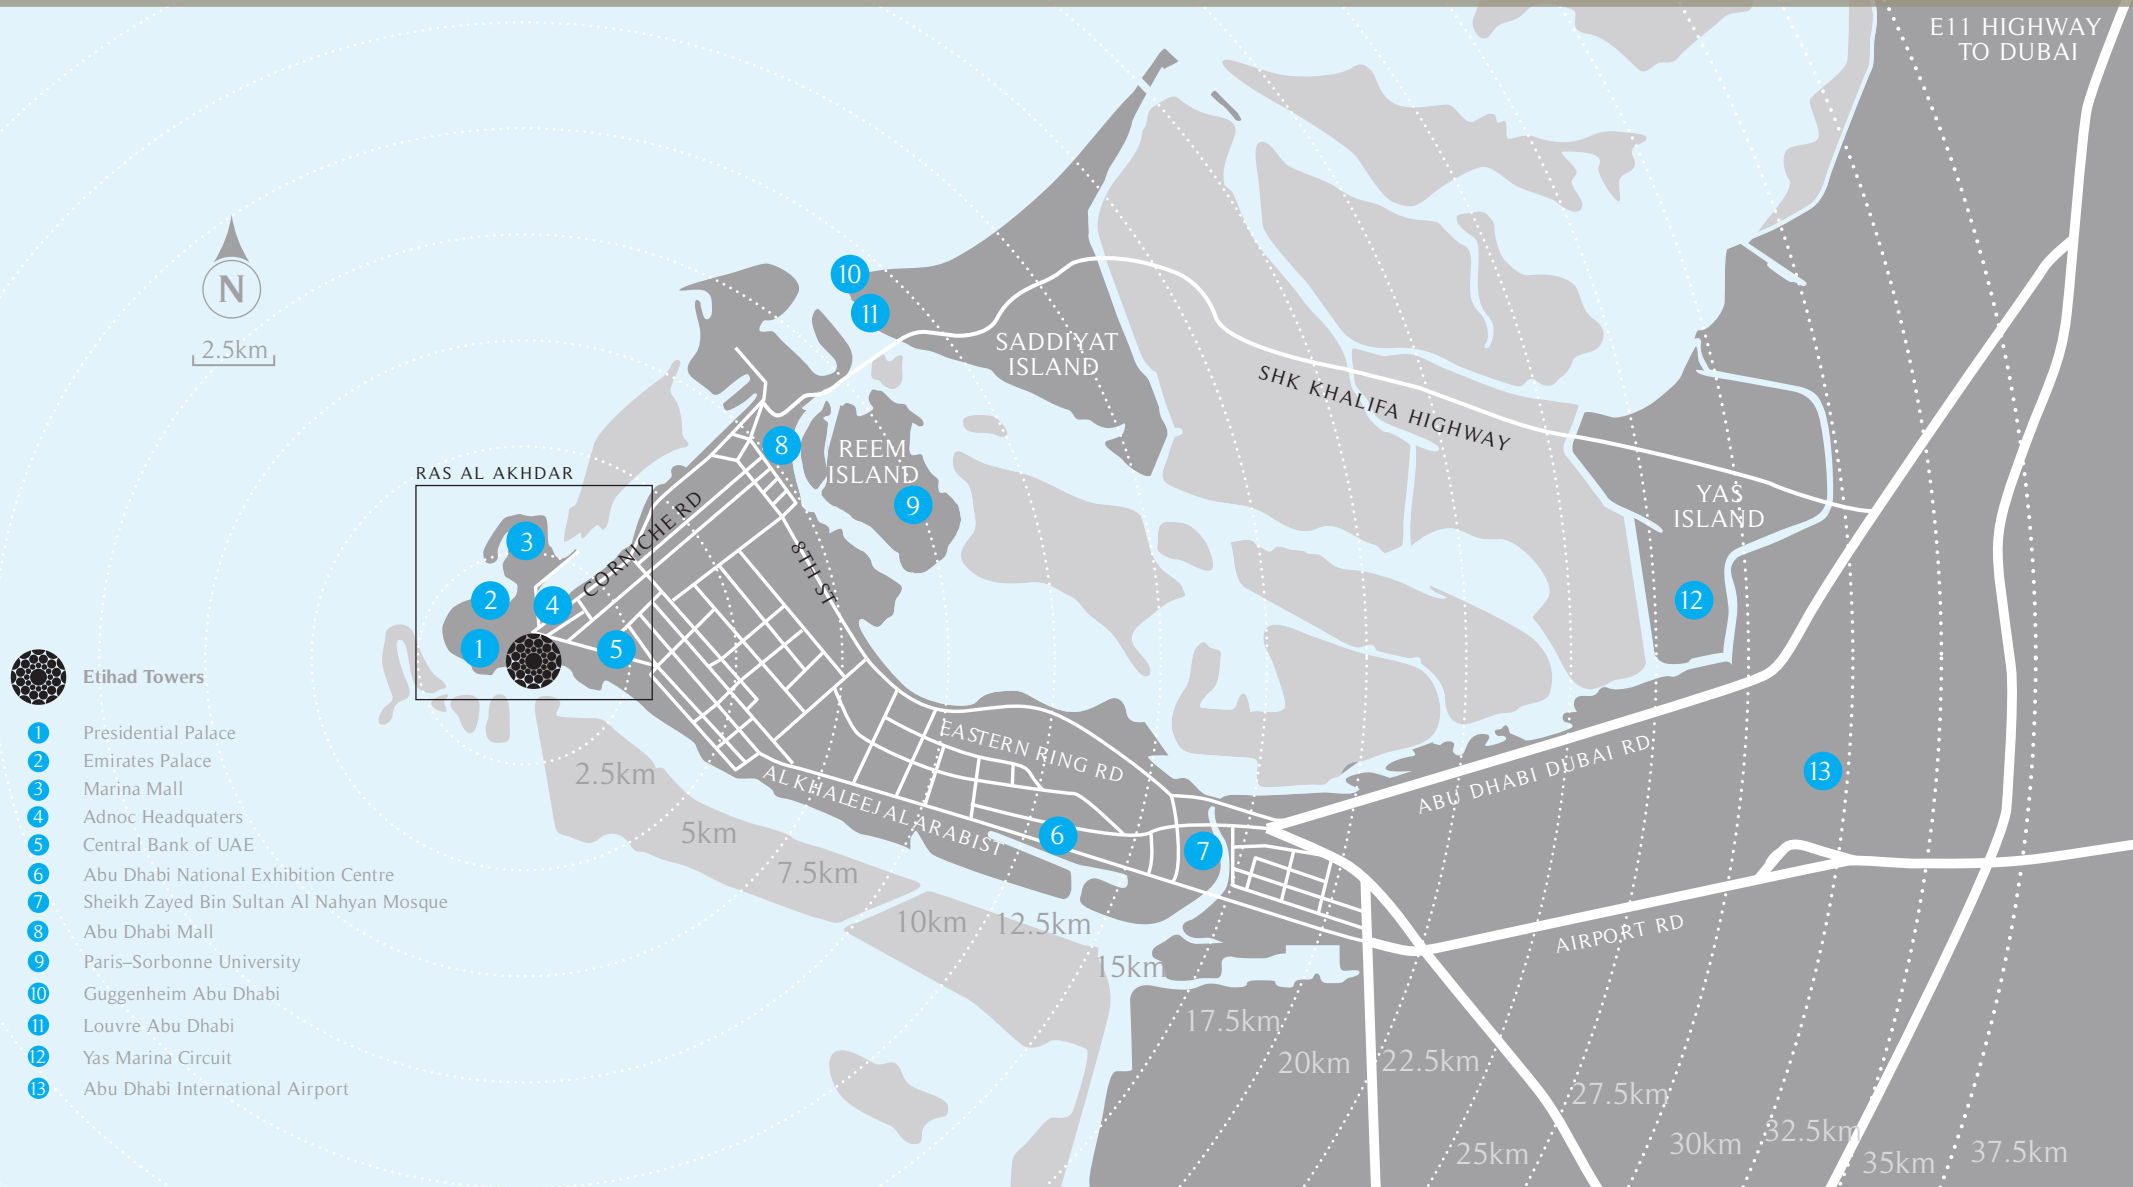 E11 HIGHWAY
TO DUBAI
N
2.5km
10
11
SADDIYAT
ISLAND
SHK KHALIFA HIGHWAY
8
REEM
ISLAND
9
RAS AL AKHDAR
CORNICHE RD
8TH ST
YAS
ISLAND
12
3
2
4
1
5
EASTERN RING RD
AL KHALEEJ AL ARABI ST
6
7
ABU DHABI DUBAI RD
13
AIRPORT RD
2.5km
5km
7.5km
10km
12.5km
15km
17.5km
20km
22.5km
25km
27.5km
30km
32.5km
35km
37.5km
Etihad Towers
1 Presidential Palace
2 Emirates Palace
3 Marina Mall
4 Adnoc Headquaters
5 Central Bank of UAE
6 Abu Dhabi National Exhibition Centre
7 Sheikh Zayed Bin Sultan Al Nahyan Mosque
8 Abu Dhabi Mall
9 Paris–Sorbonne University
10 Guggenheim Abu Dhabi
11 Louvre Abu Dhabi
12 Yas Marina Circuit
13 Abu Dhabi International Airport